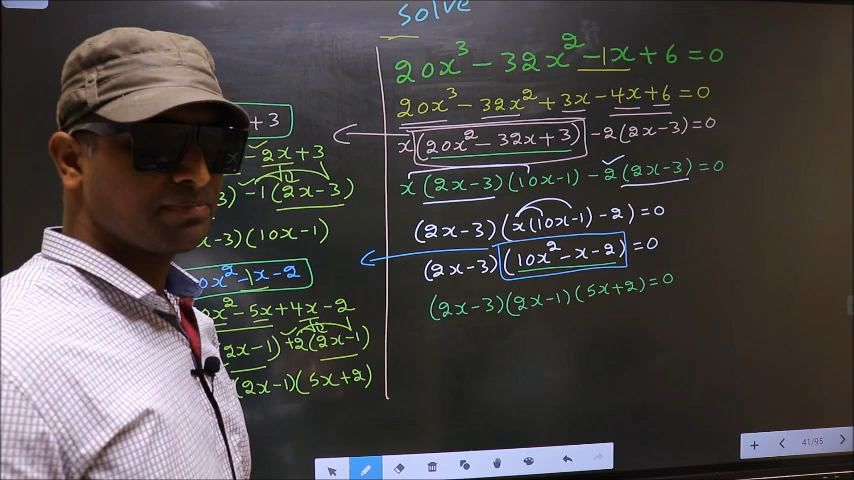 solve
20x³ - 32x² - 1x + 6 = 0
20x³ - 32x² + 3x - 4x + 6 = 0
x(20x² - 32x + 3) - 2(2x-3) = 0
x(2x-3)(10x-1) - 2(2x-3) = 0
(2x-3)(x(10x-1) - 2) = 0
(2x-3)(10x² - x - 2) = 0
(2x-3)(2x-1)(5x+2) = 0
+ 3
- 2x + 3
) - 1(2x-3)
x-3)(10x-1)
0x² - 1x - 2
0x² - 5x + 4x - 2
(2x-1) + 2(2x-1)
(2x-1)(5x+2)
41/95